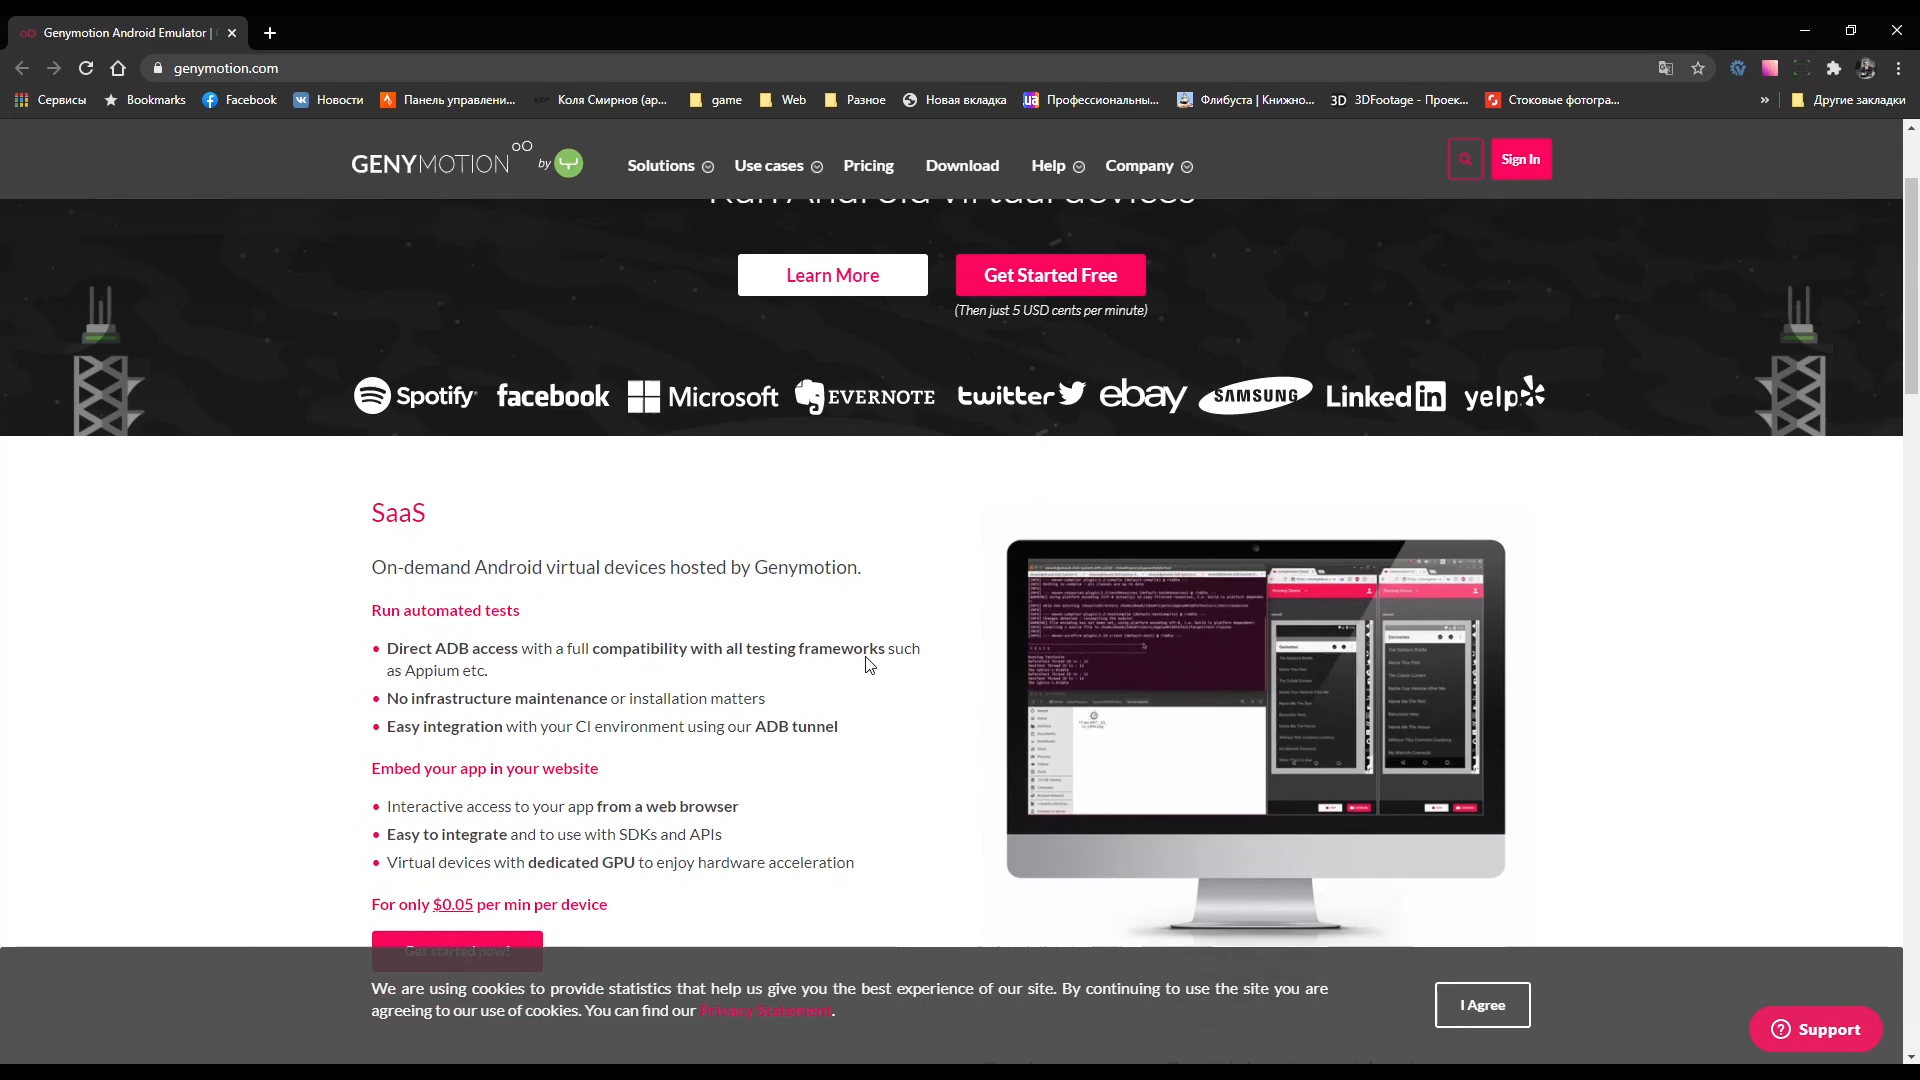 Genymotion Android Emulator |
genymotion.com
Сервисы
Bookmarks
Facebook
Новости
Панель управлени...
Коля Смирнов (ар...
game
Web
Разное
Новая вкладка
Профессиональны...
Флибуста | Книжно...
3DFootage - Проек...
Стоковые фотогра...
»
Другие закладки
GENYMOTION by
Solutions
Use cases
Pricing
Download
Help
Company
Sign In
Run Android virtual devices
Learn More
Get Started Free
(Then just 5 USD cents per minute)
Spotify
facebook
Microsoft
EVERNOTE
twitter
ebay
SAMSUNG
Linked in
yelp
SaaS
On-demand Android virtual devices hosted by Genymotion.
Run automated tests
• Direct ADB access with a full compatibility with all testing frameworks such
as Appium etc.
• No infrastructure maintenance or installation matters
• Easy integration with your CI environment using our ADB tunnel
Embed your app in your website
• Interactive access to your app from a web browser
• Easy to integrate and to use with SDKs and APIs
• Virtual devices with dedicated GPU to enjoy hardware acceleration
For only $0.05 per min per device
Get started now!
We are using cookies to provide statistics that help us give you the best experience of our site. By continuing to use the site you are
agreeing to our use of cookies. You can find our Privacy Statement.
I Agree
Support